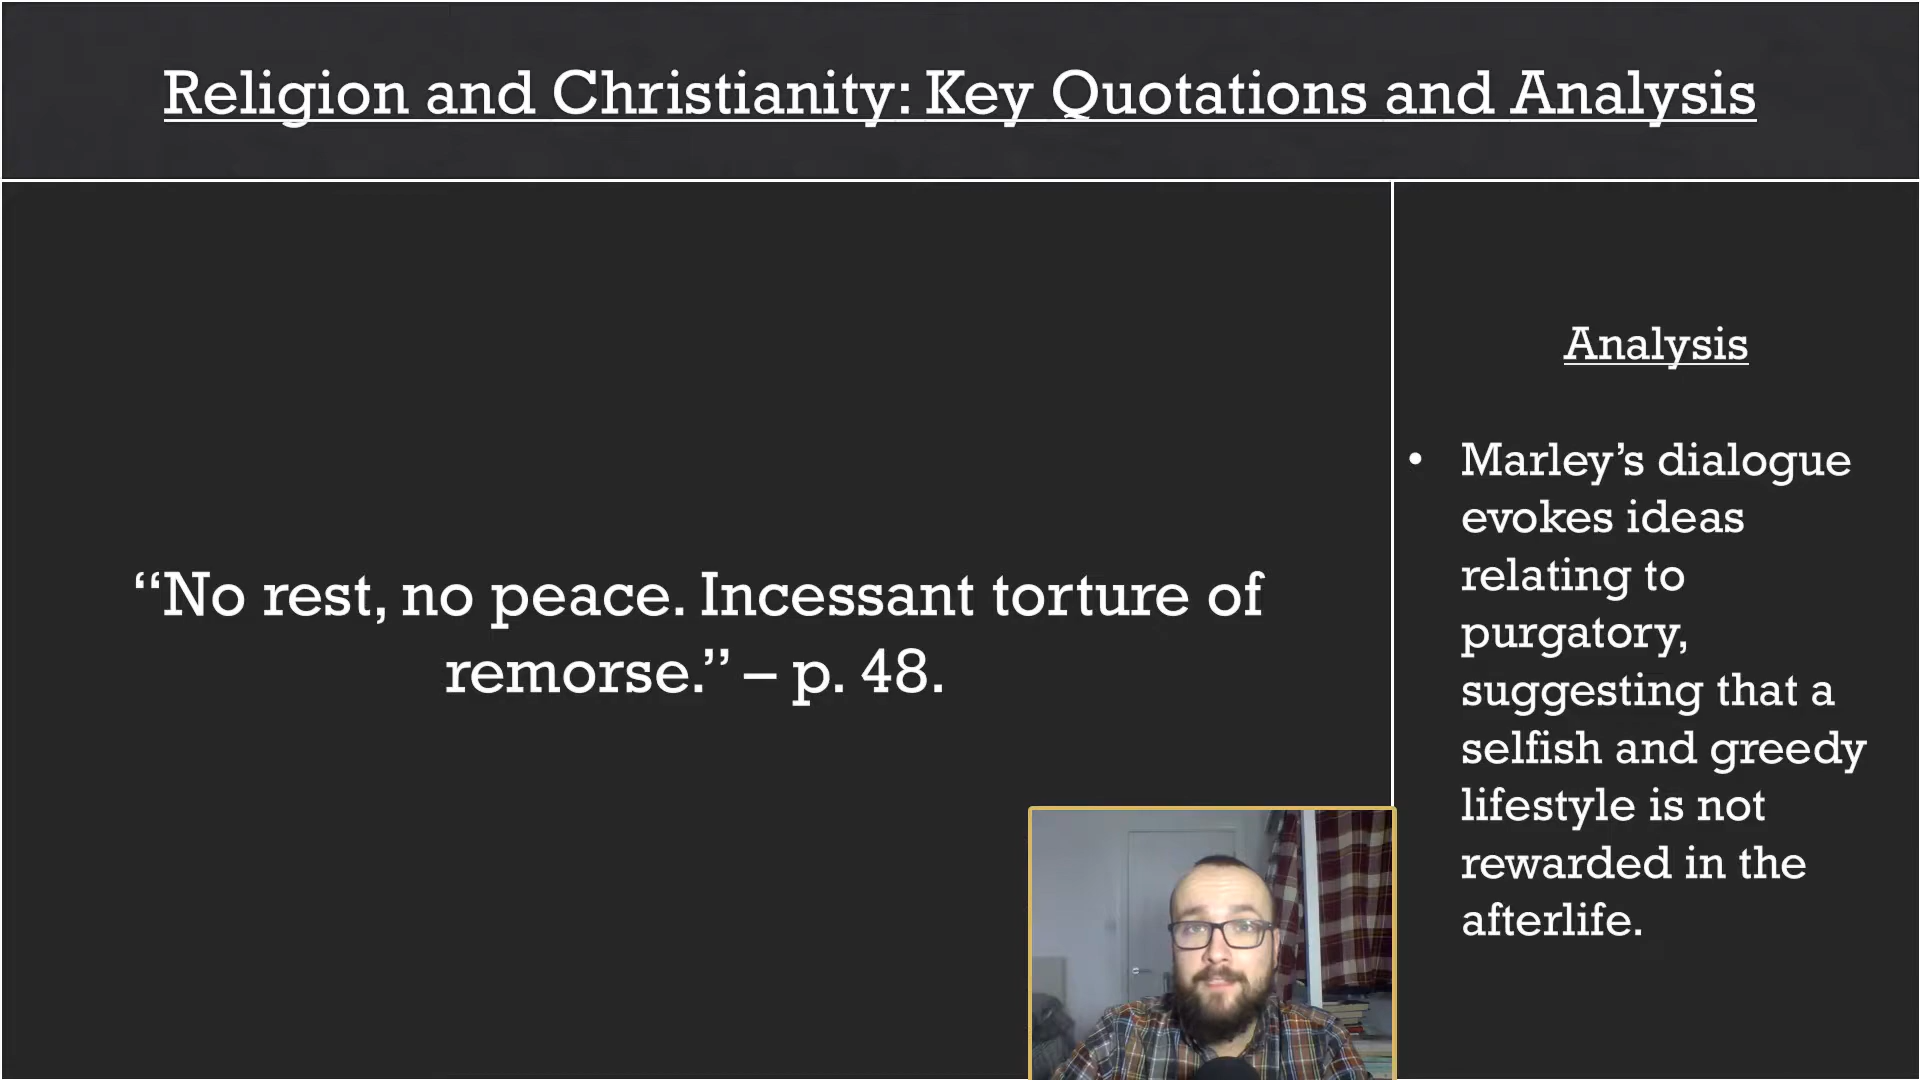 Religion and Christianity: Key Quotations and Analysis
“No rest, no peace. Incessant torture of
remorse.” – p. 48.
Analysis
• Marley’s dialogue
evokes ideas
relating to
purgatory,
suggesting that a
selfish and greedy
lifestyle is not
rewarded in the
afterlife.